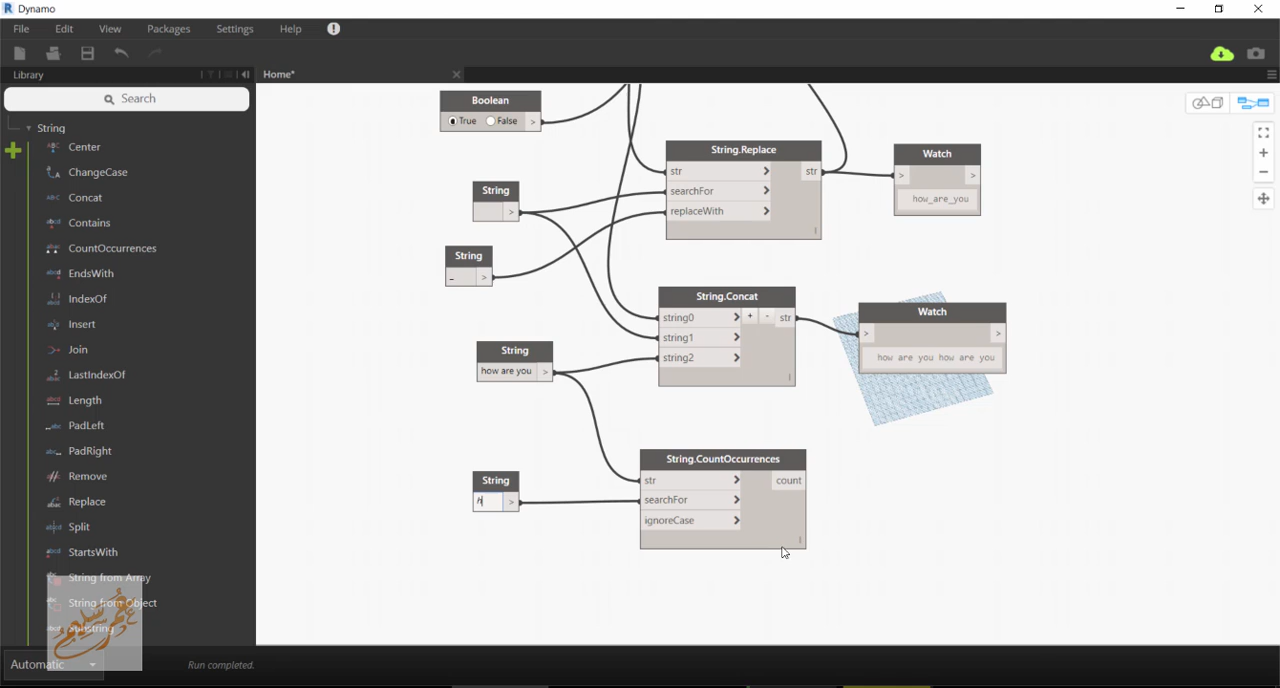 Dynamo
File Edit View Packages Settings Help
Library
Home*
Search
String
Center
ChangeCase
Concat
Contains
CountOccurrences
EndsWith
IndexOf
Insert
Join
LastIndexOf
Length
PadLeft
PadRight
Remove
Replace
Split
StartsWith
String from Array
String from Object
Substring
Automatic
Run completed.
Boolean
True False >
String.Replace
str > str
searchFor >
replaceWith >
Watch
> >
how_are_you
String
>
String
_ >
String.Concat
string0 > + - str
string1 >
string2 >
Watch
> >
how are you how are you
String
how are you >
String.CountOccurrences
str > count
searchFor >
ignoreCase >
String
h >